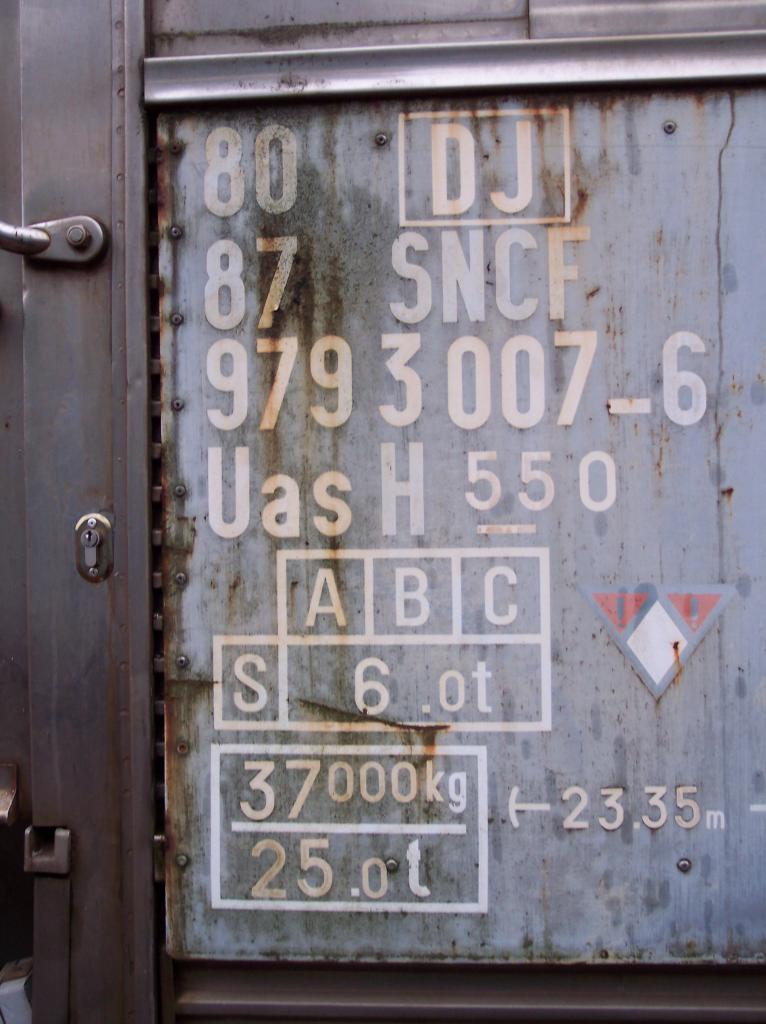 80 DJ
87 SNCF
979 3 007-6
Uas H 550
A B C
S 6.0t
37000kg
25.0t
23.35m